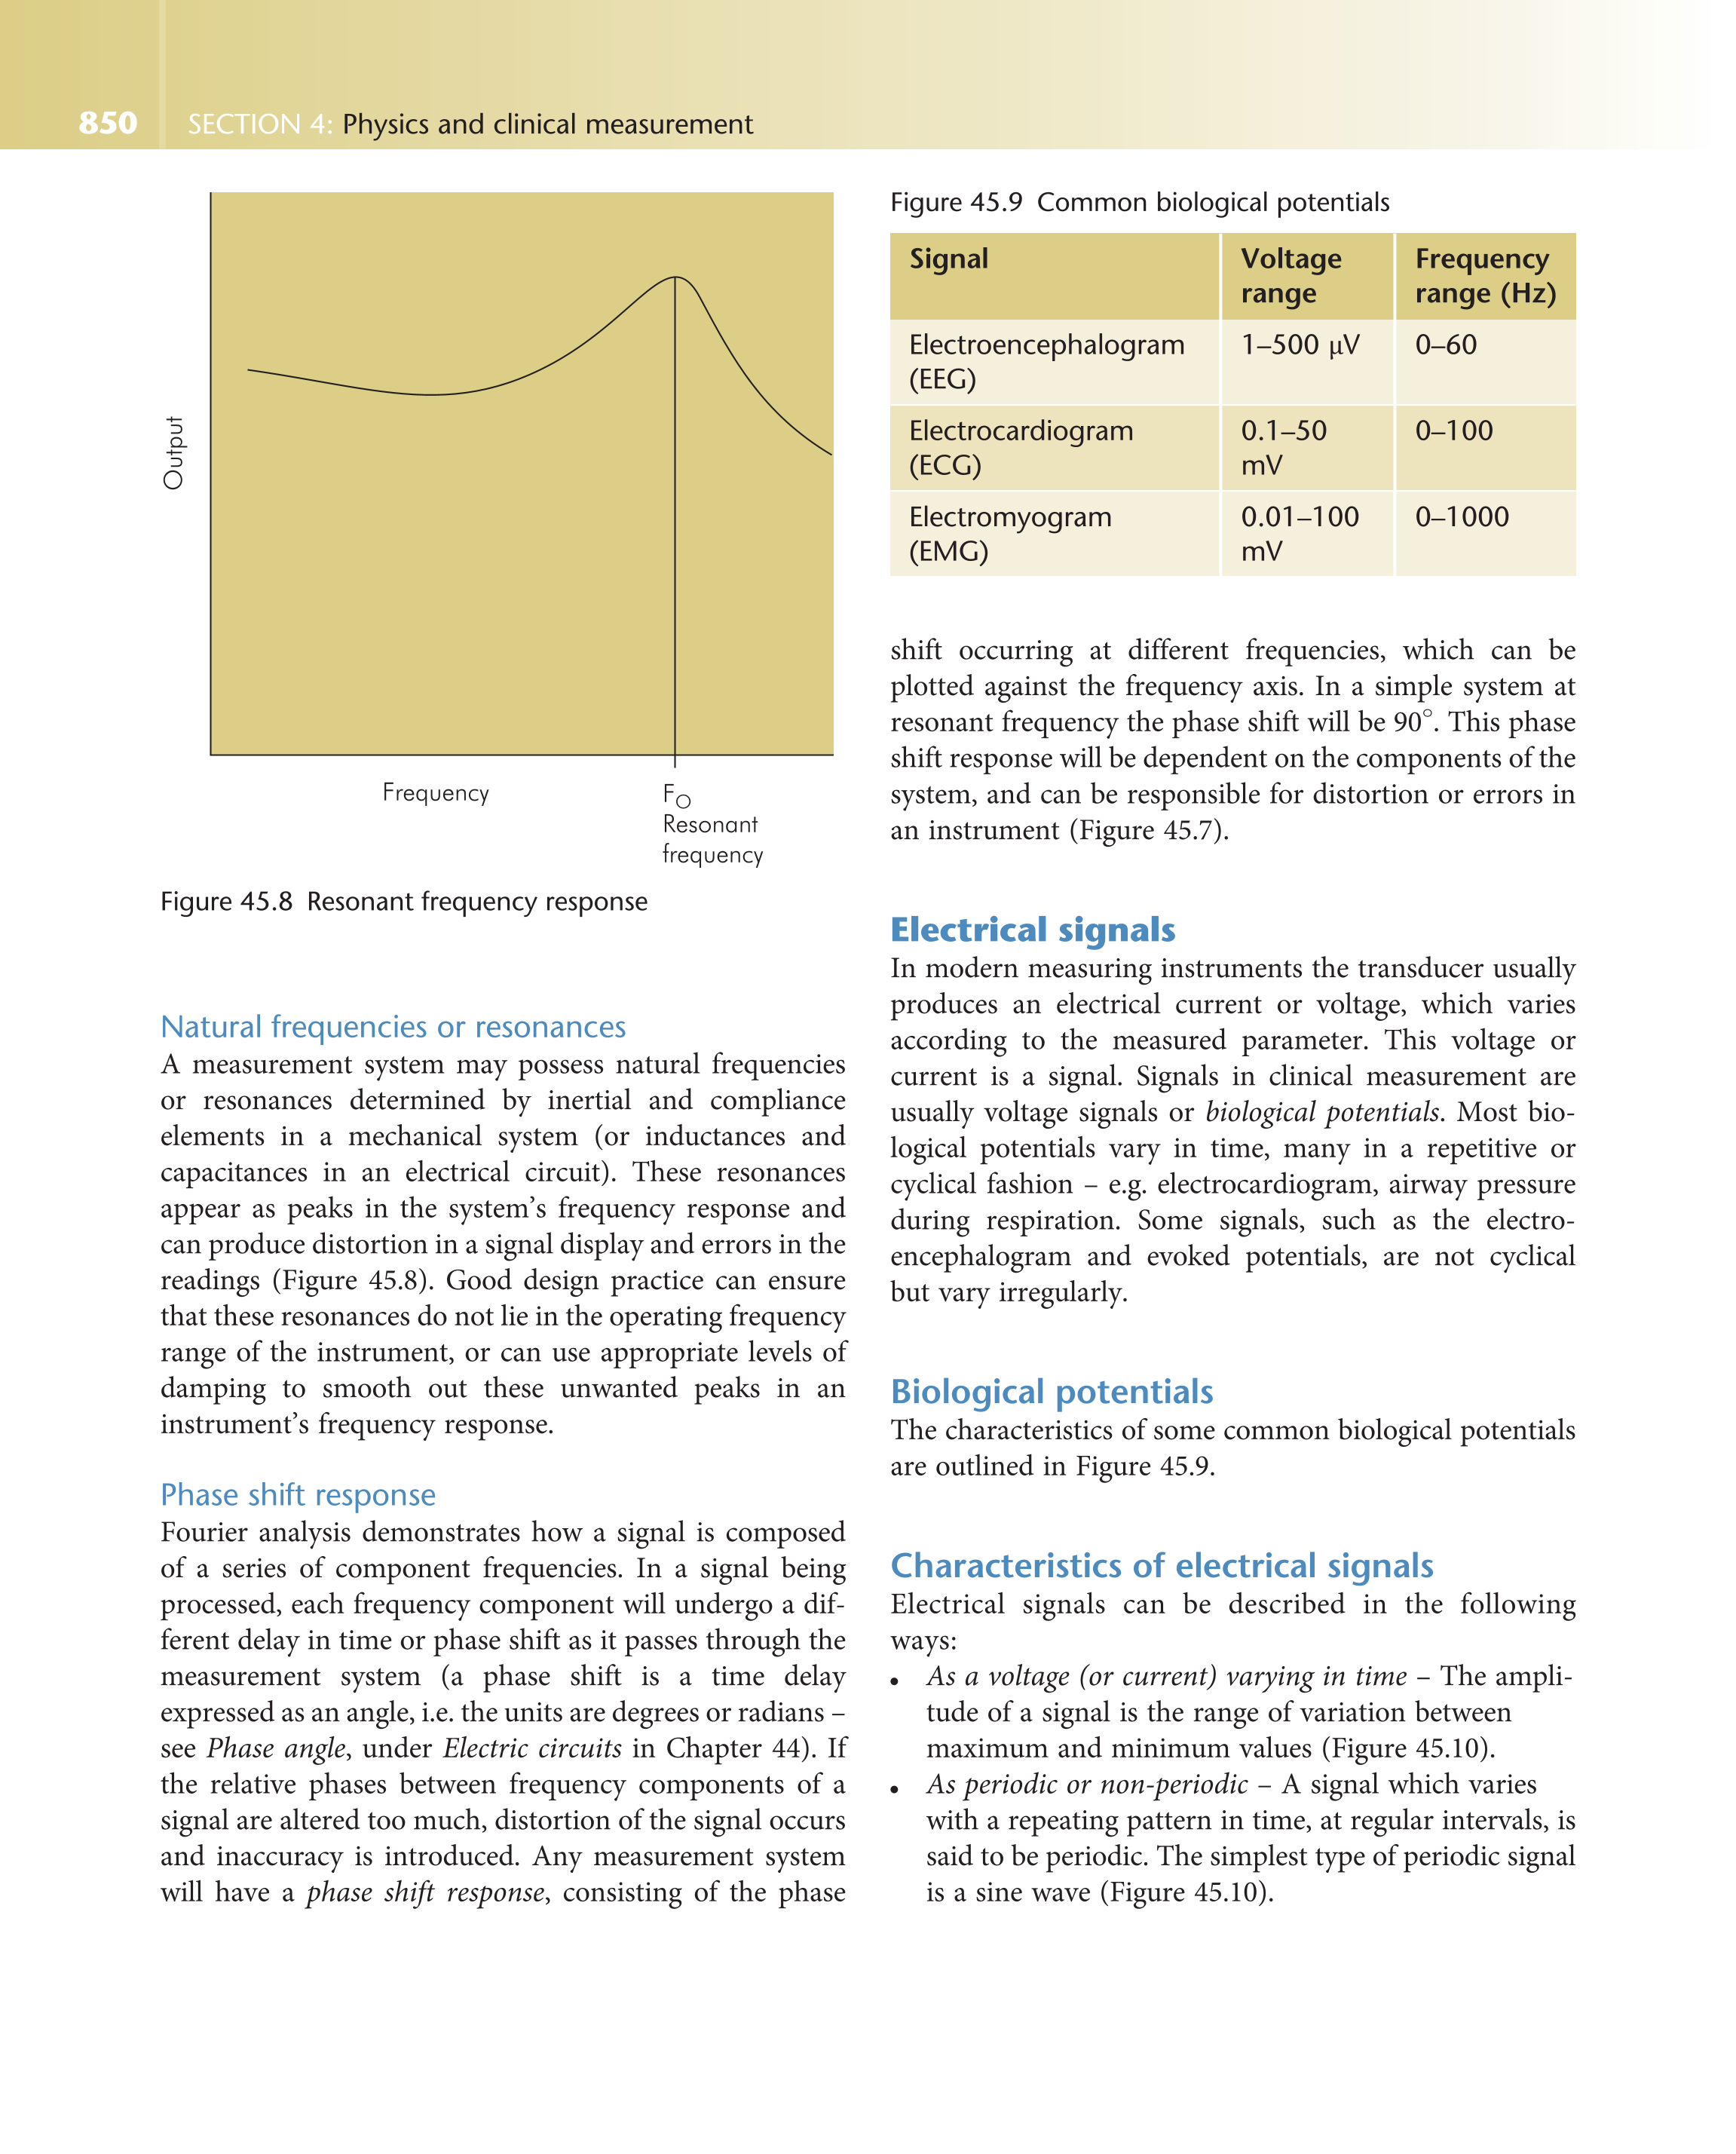 850 SECTION 4: Physics and clinical measurement
Output
Frequency
F0
Resonant
frequency
Figure 45.8 Resonant frequency response
Natural frequencies or resonances
A measurement system may possess natural frequencies
or resonances determined by inertial and compliance
elements in a mechanical system (or inductances and
capacitances in an electrical circuit). These resonances
appear as peaks in the system's frequency response and
can produce distortion in a signal display and errors in the
readings (Figure 45.8). Good design practice can ensure
that these resonances do not lie in the operating frequency
range of the instrument, or can use appropriate levels of
damping to smooth out these unwanted peaks in an
instrument's frequency response.
Phase shift response
Fourier analysis demonstrates how a signal is composed
of a series of component frequencies. In a signal being
processed, each frequency component will undergo a dif-
ferent delay in time or phase shift as it passes through the
measurement system (a phase shift is a time delay
expressed as an angle, i.e. the units are degrees or radians –
see Phase angle, under Electric circuits in Chapter 44). If
the relative phases between frequency components of a
signal are altered too much, distortion of the signal occurs
and inaccuracy is introduced. Any measurement system
will have a phase shift response, consisting of the phase
Figure 45.9 Common biological potentials
Signal Voltage range Frequency range (Hz)
Electroencephalogram (EEG) 1–500 µV 0–60
Electrocardiogram (ECG) 0.1–50 mV 0–100
Electromyogram (EMG) 0.01–100 mV 0–1000
shift occurring at different frequencies, which can be
plotted against the frequency axis. In a simple system at
resonant frequency the phase shift will be 90°. This phase
shift response will be dependent on the components of the
system, and can be responsible for distortion or errors in
an instrument (Figure 45.7).
Electrical signals
In modern measuring instruments the transducer usually
produces an electrical current or voltage, which varies
according to the measured parameter. This voltage or
current is a signal. Signals in clinical measurement are
usually voltage signals or biological potentials. Most bio-
logical potentials vary in time, many in a repetitive or
cyclical fashion – e.g. electrocardiogram, airway pressure
during respiration. Some signals, such as the electro-
encephalogram and evoked potentials, are not cyclical
but vary irregularly.
Biological potentials
The characteristics of some common biological potentials
are outlined in Figure 45.9.
Characteristics of electrical signals
Electrical signals can be described in the following
ways:
• As a voltage (or current) varying in time – The ampli-
tude of a signal is the range of variation between
maximum and minimum values (Figure 45.10).
• As periodic or non-periodic – A signal which varies
with a repeating pattern in time, at regular intervals, is
said to be periodic. The simplest type of periodic signal
is a sine wave (Figure 45.10).